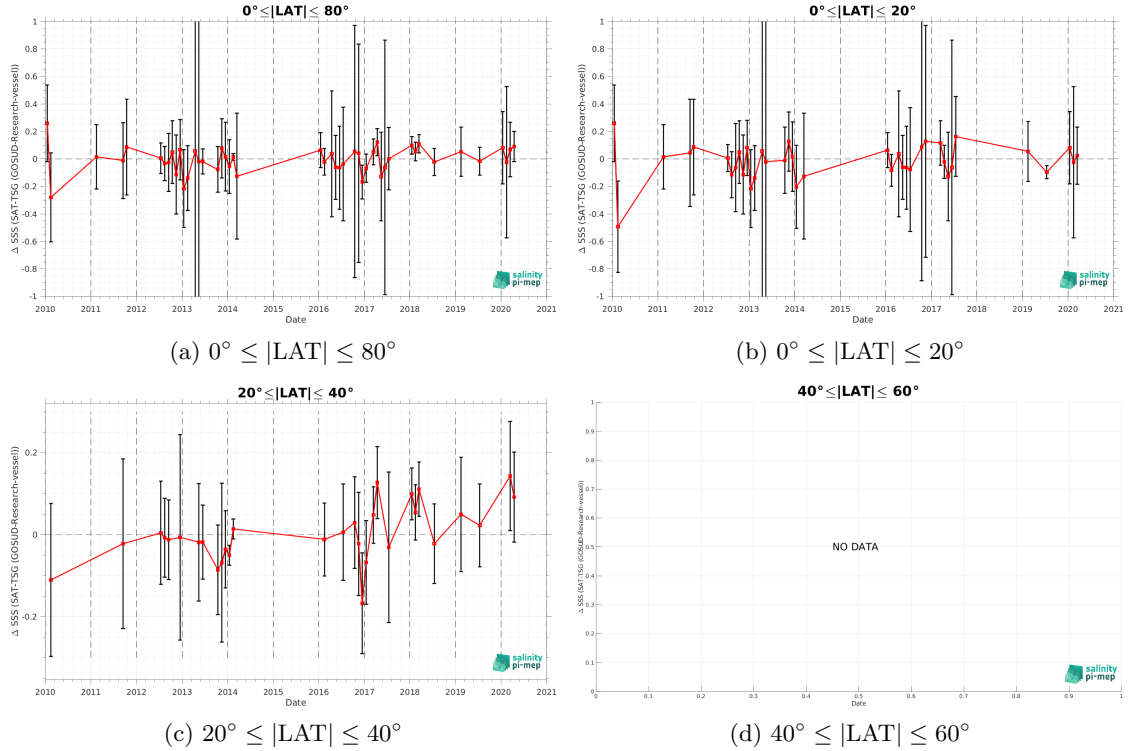 0°≤|LAT|≤ 80°
Δ SSS (SAT-TSG (GOSUD-Research-vessel))
1
0.8
0.6
0.4
0.2
0
-0.2
-0.4
-0.6
-0.8
-1
2010 2011 2012 2013 2014 2015 2016 2017 2018 2019 2020 2021
Date
salinity
pi-mep
(a) 0° ≤ |LAT| ≤ 80°
0°≤|LAT|≤ 20°
Δ SSS (SAT-TSG (GOSUD-Research-vessel))
1
0.8
0.6
0.4
0.2
0
-0.2
-0.4
-0.6
-0.8
-1
2010 2011 2012 2013 2014 2015 2016 2017 2018 2019 2020 2021
Date
salinity
pi-mep
(b) 0° ≤ |LAT| ≤ 20°
20°≤|LAT|≤ 40°
Δ SSS (SAT-TSG (GOSUD-Research-vessel))
0.2
0
-0.2
2010 2011 2012 2013 2014 2015 2016 2017 2018 2019 2020 2021
Date
salinity
pi-mep
(c) 20° ≤ |LAT| ≤ 40°
40°≤|LAT|≤ 60°
Δ SSS (SAT-TSG (GOSUD-Research-vessel))
1
0.9
0.8
0.7
0.6
0.5
0.4
0.3
0.2
0.1
0
NO DATA
0 0.1 0.2 0.3 0.4 0.5 0.6 0.7 0.8 0.9 1
Date
salinity
pi-mep
(d) 40° ≤ |LAT| ≤ 60°